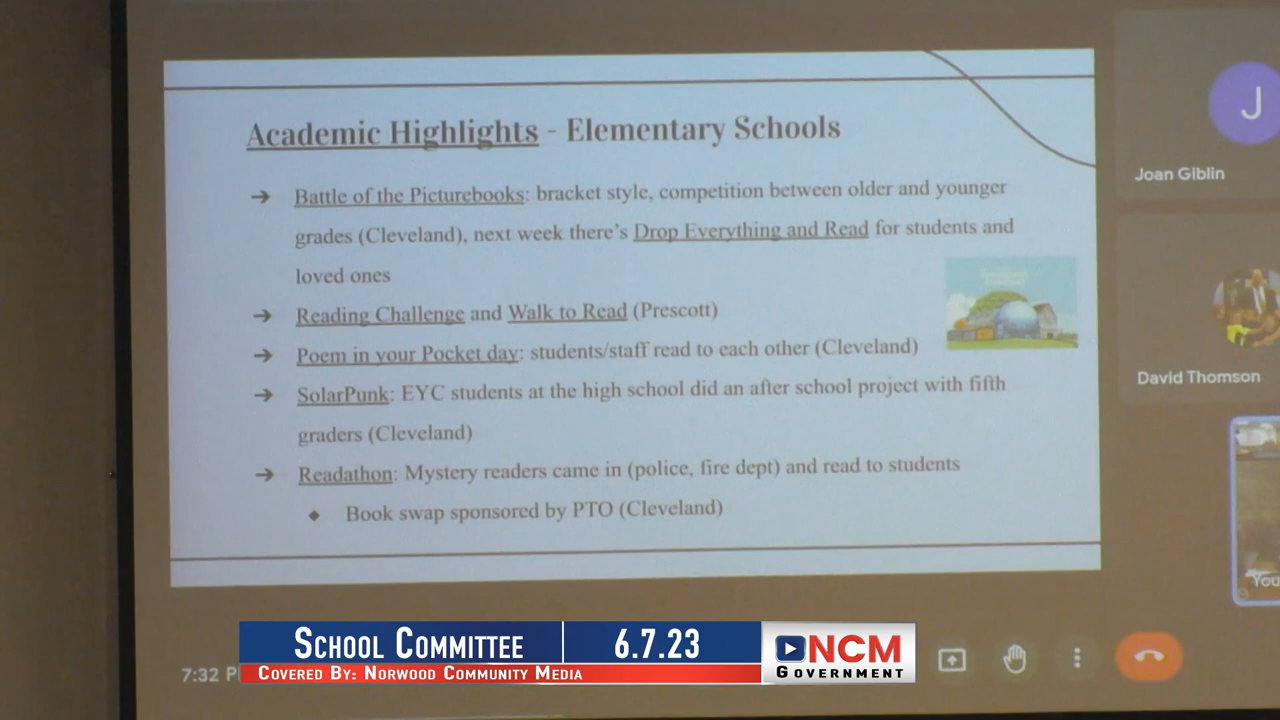 Academic Highlights - Elementary Schools
➔ Battle of the Picturebooks: bracket style, competition between older and younger
grades (Cleveland), next week there's Drop Everything and Read for students and
loved ones
➔ Reading Challenge and Walk to Read (Prescott)
➔ Poem in your Pocket day: students/staff read to each other (Cleveland)
➔ SolarPunk: EYC students at the high school did an after school project with fifth
graders (Cleveland)
➔ Readathon: Mystery readers came in (police, fire dept) and read to students
◆ Book swap sponsored by PTO (Cleveland)
J
Joan Giblin
David Thomson
You
7:32 P
SCHOOL COMMITTEE
6.7.23
COVERED BY: NORWOOD COMMUNITY MEDIA
NCM
GOVERNMENT